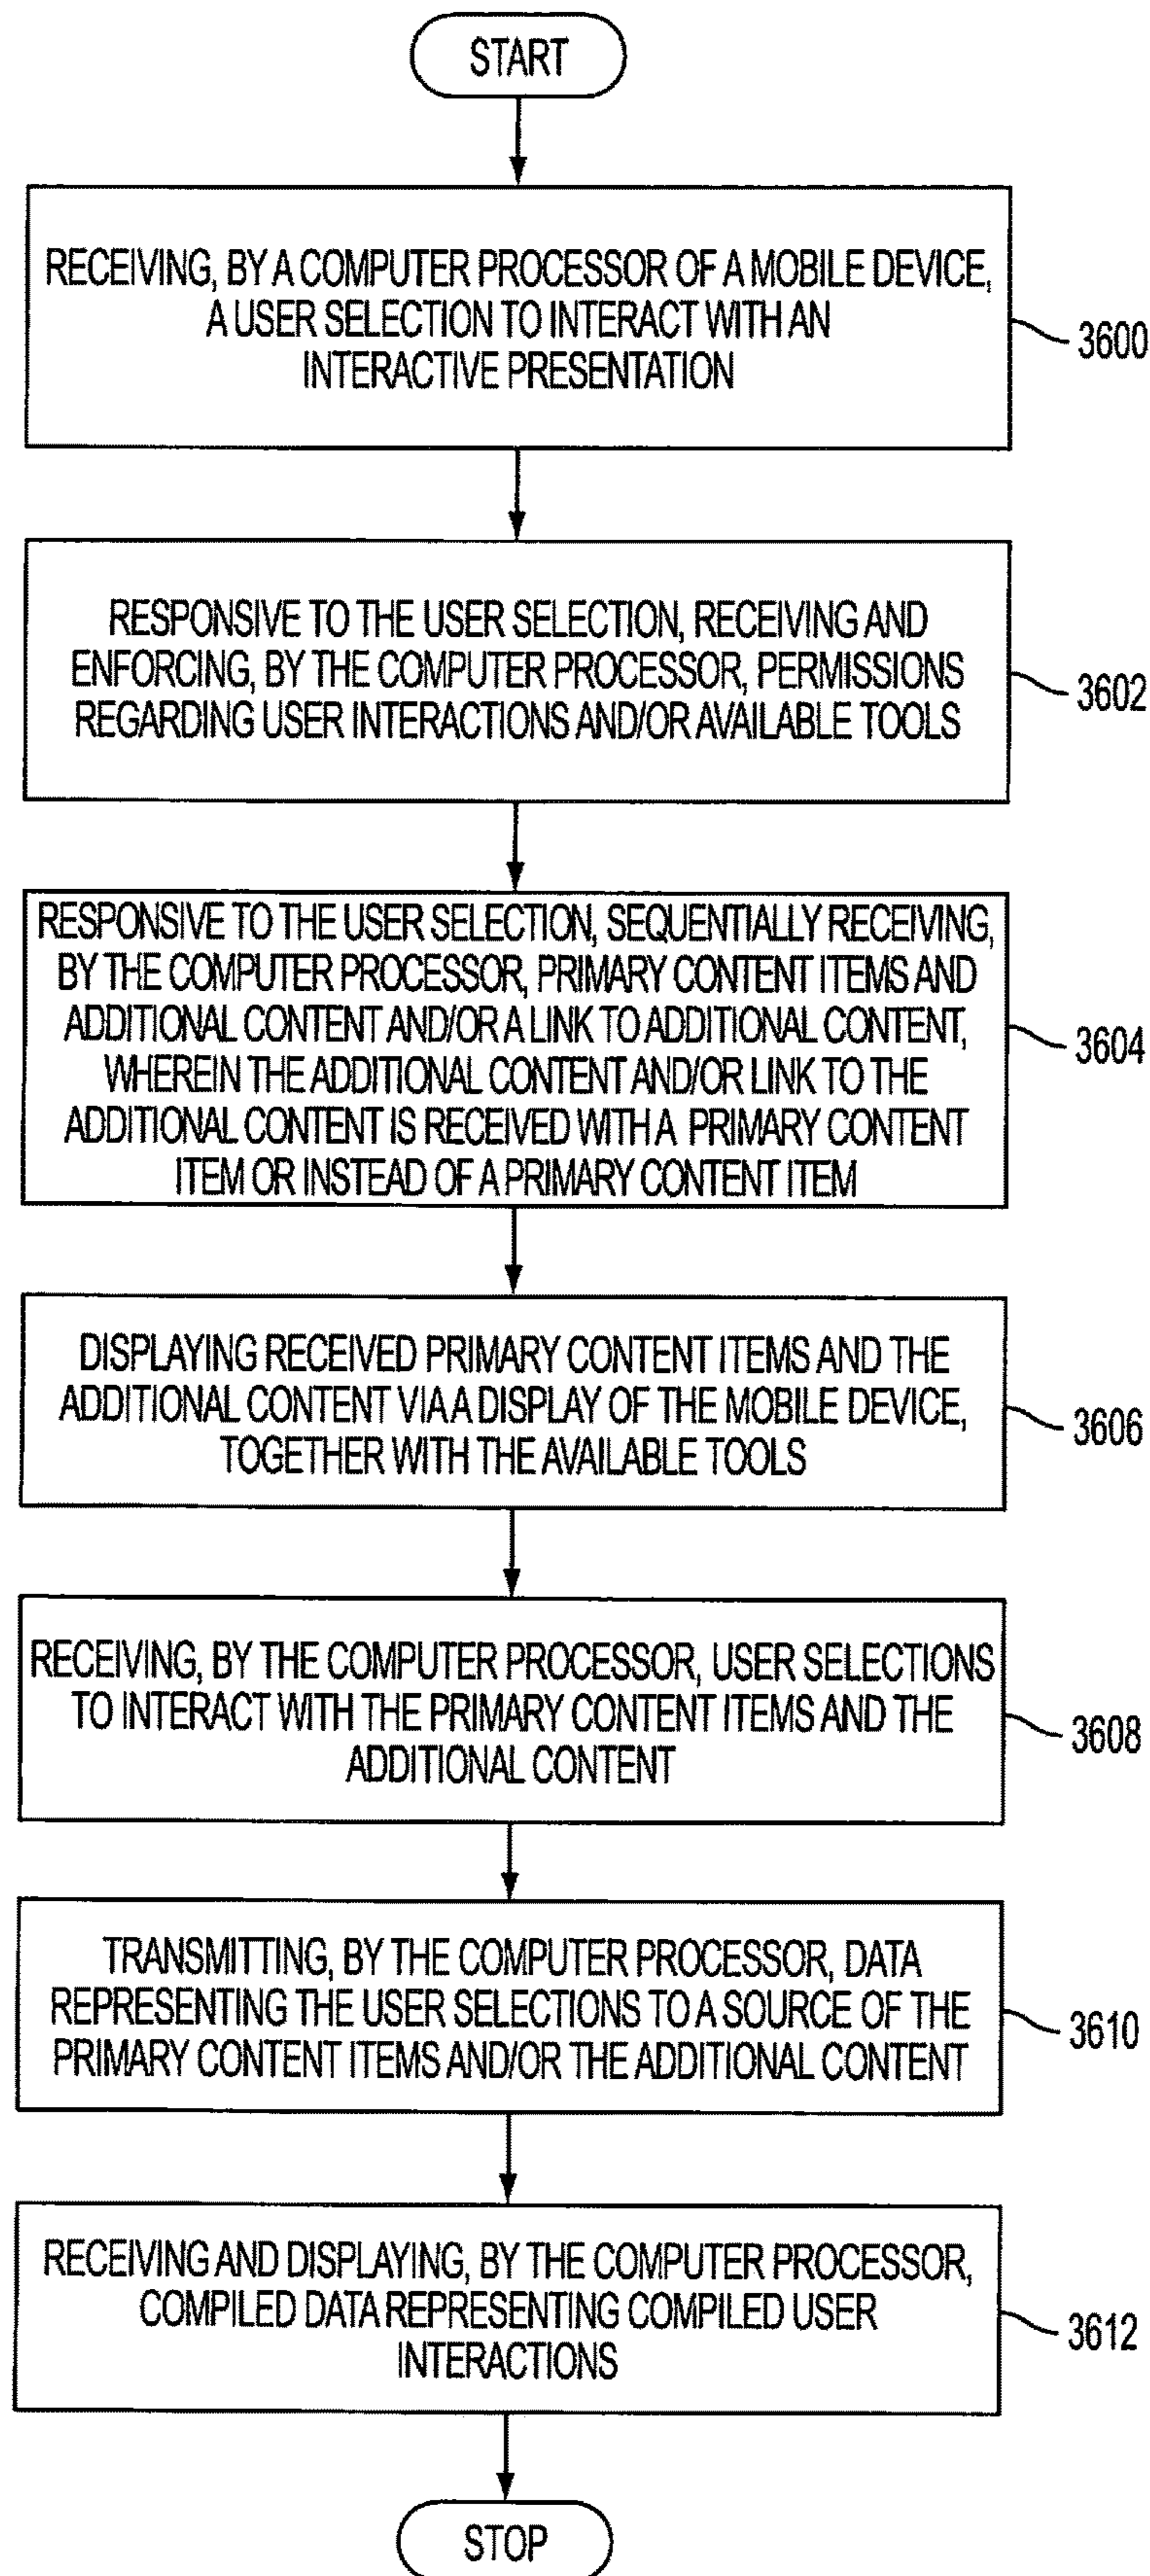 START
RECEIVING, BY A COMPUTER PROCESSOR OF A MOBILE DEVICE,
A USER SELECTION TO INTERACT WITH AN
INTERACTIVE PRESENTATION
3600
RESPONSIVE TO THE USER SELECTION, RECEIVING AND
ENFORCING, BY THE COMPUTER PROCESSOR, PERMISSIONS
REGARDING USER INTERACTIONS AND/OR AVAILABLE TOOLS
3602
RESPONSIVE TO THE USER SELECTION, SEQUENTIALLY RECEIVING,
BY THE COMPUTER PROCESSOR, PRIMARY CONTENT ITEMS AND
ADDITIONAL CONTENT AND/OR A LINK TO ADDITIONAL CONTENT,
WHEREIN THE ADDITIONAL CONTENT AND/OR LINK TO THE
ADDITIONAL CONTENT IS RECEIVED WITH A PRIMARY CONTENT
ITEM OR INSTEAD OF A PRIMARY CONTENT ITEM
3604
DISPLAYING RECEIVED PRIMARY CONTENT ITEMS AND THE
ADDITIONAL CONTENT VIA A DISPLAY OF THE MOBILE DEVICE,
TOGETHER WITH THE AVAILABLE TOOLS
3606
RECEIVING, BY THE COMPUTER PROCESSOR, USER SELECTIONS
TO INTERACT WITH THE PRIMARY CONTENT ITEMS AND THE
ADDITIONAL CONTENT
3608
TRANSMITTING, BY THE COMPUTER PROCESSOR, DATA
REPRESENTING THE USER SELECTIONS TO A SOURCE OF THE
PRIMARY CONTENT ITEMS AND/OR THE ADDITIONAL CONTENT
3610
RECEIVING AND DISPLAYING, BY THE COMPUTER PROCESSOR,
COMPILED DATA REPRESENTING COMPILED USER
INTERACTIONS
3612
STOP